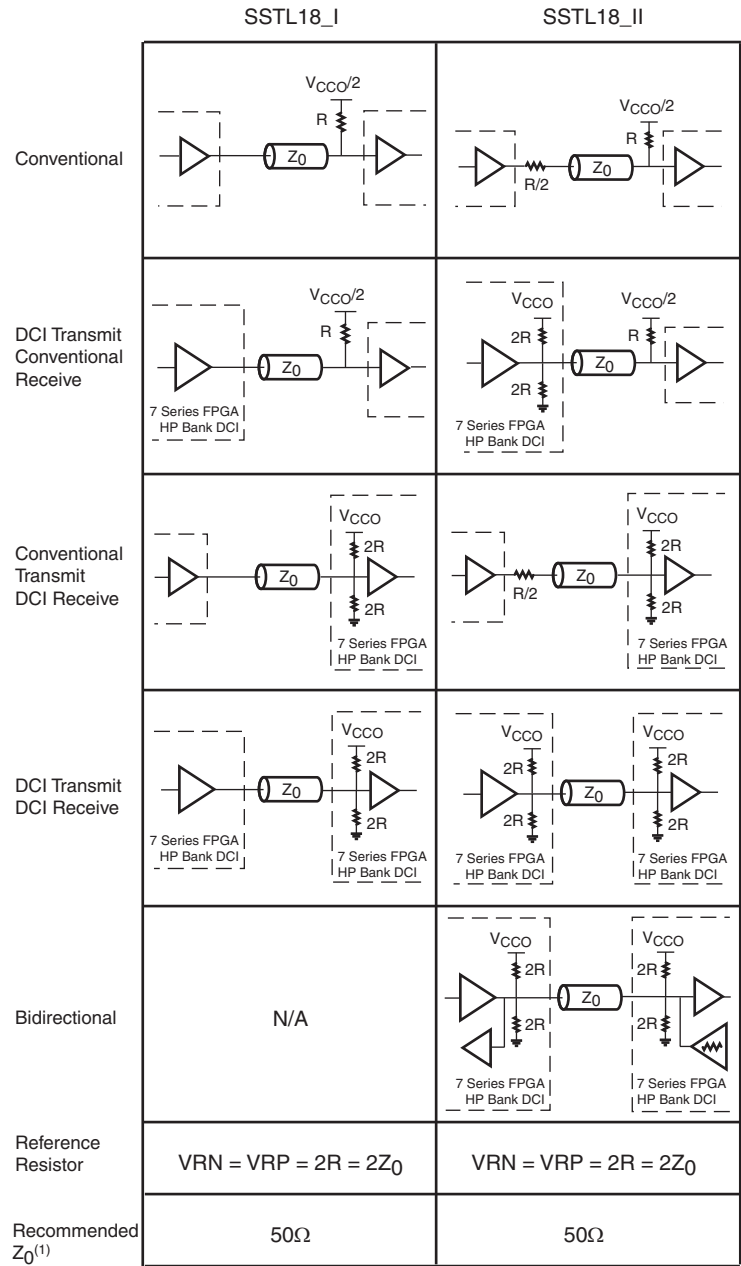 SSTL18_I
SSTL18_II
Conventional
VCCO/2
R
Z0
VCCO/2
R
R/2
Z0
DCI Transmit
Conventional
Receive
VCCO/2
R
Z0
7 Series FPGA
HP Bank DCI
VCCO
2R
2R
VCCO/2
R
Z0
7 Series FPGA
HP Bank DCI
Conventional
Transmit
DCI Receive
Z0
VCCO
2R
2R
7 Series FPGA
HP Bank DCI
R/2
Z0
VCCO
2R
2R
7 Series FPGA
HP Bank DCI
DCI Transmit
DCI Receive
7 Series FPGA
HP Bank DCI
Z0
VCCO
2R
2R
7 Series FPGA
HP Bank DCI
VCCO
2R
2R
7 Series FPGA
HP Bank DCI
Z0
VCCO
2R
2R
7 Series FPGA
HP Bank DCI
Bidirectional
N/A
VCCO
2R
2R
7 Series FPGA
HP Bank DCI
Z0
VCCO
2R
2R
7 Series FPGA
HP Bank DCI
Reference
Resistor
VRN = VRP = 2R = 2Z0
VRN = VRP = 2R = 2Z0
Recommended
Z0(1)
50Ω
50Ω